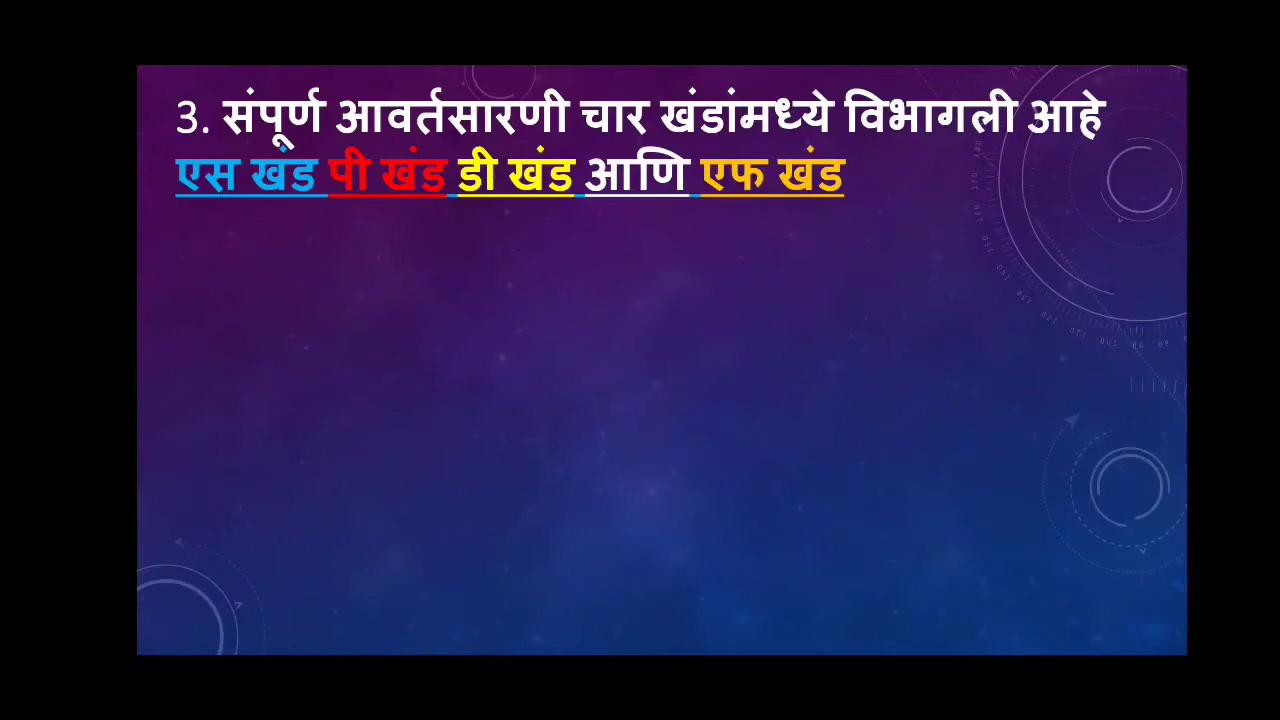 3. संपूर्ण आवर्तसारणी चार खंडांमध्ये विभागली आहे
एस खंड पी खंड डी खंड आणि एफ खंड